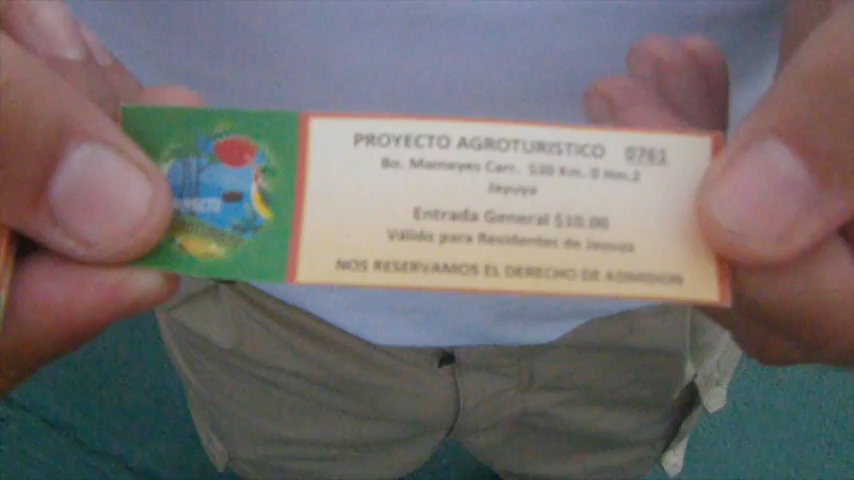 PROYECTO AGROTURISTICO 0761
Bo. Mameyes Carr. Km. 0 Hm.2
Jayuya
Entrada General $10.00
Válido para Residentes de Jayuya
NOS RESERVAMOS EL DERECHO DE ADMISION